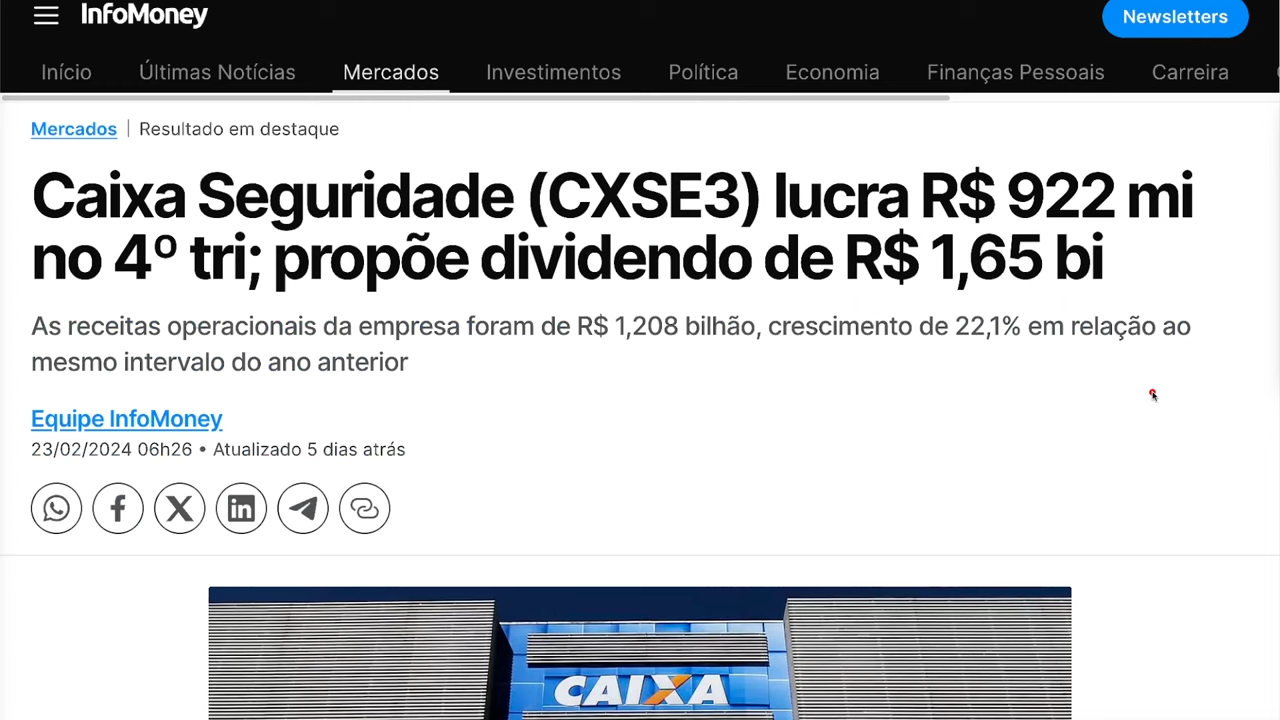 InfoMoney
Newsletters
Início Últimas Notícias Mercados Investimentos Política Economia Finanças Pessoais Carreira
Mercados | Resultado em destaque
Caixa Seguridade (CXSE3) lucra R$ 922 mi
no 4º tri; propõe dividendo de R$ 1,65 bi
As receitas operacionais da empresa foram de R$ 1,208 bilhão, crescimento de 22,1% em relação ao
mesmo intervalo do ano anterior
Equipe InfoMoney
23/02/2024 06h26 • Atualizado 5 dias atrás
CAIXA